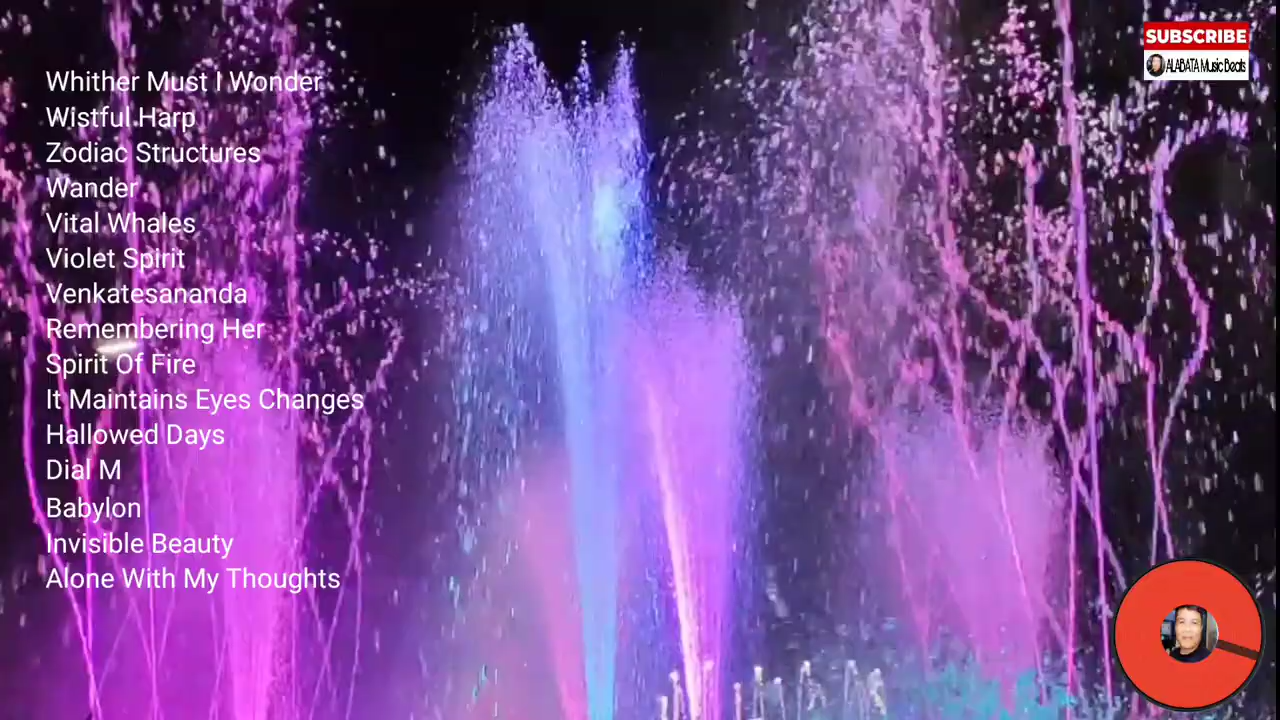 Whither Must I Wonder
Wistful Harp
Zodiac Structures
Wander
Vital Whales
Violet Spirit
Venkatesananda
Remembering Her
Spirit Of Fire
It Maintains Eyes Changes
Hallowed Days
Dial M
Babylon
Invisible Beauty
Alone With My Thoughts
SUBSCRIBE
ALABATA Music Beats